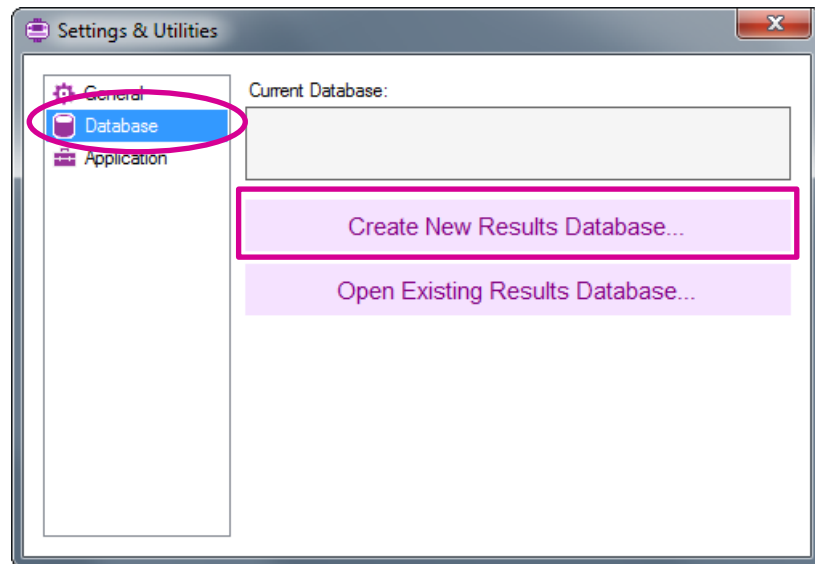 Settings & Utilities
General
Database
Application
Current Database:
Create New Results Database...
Open Existing Results Database...